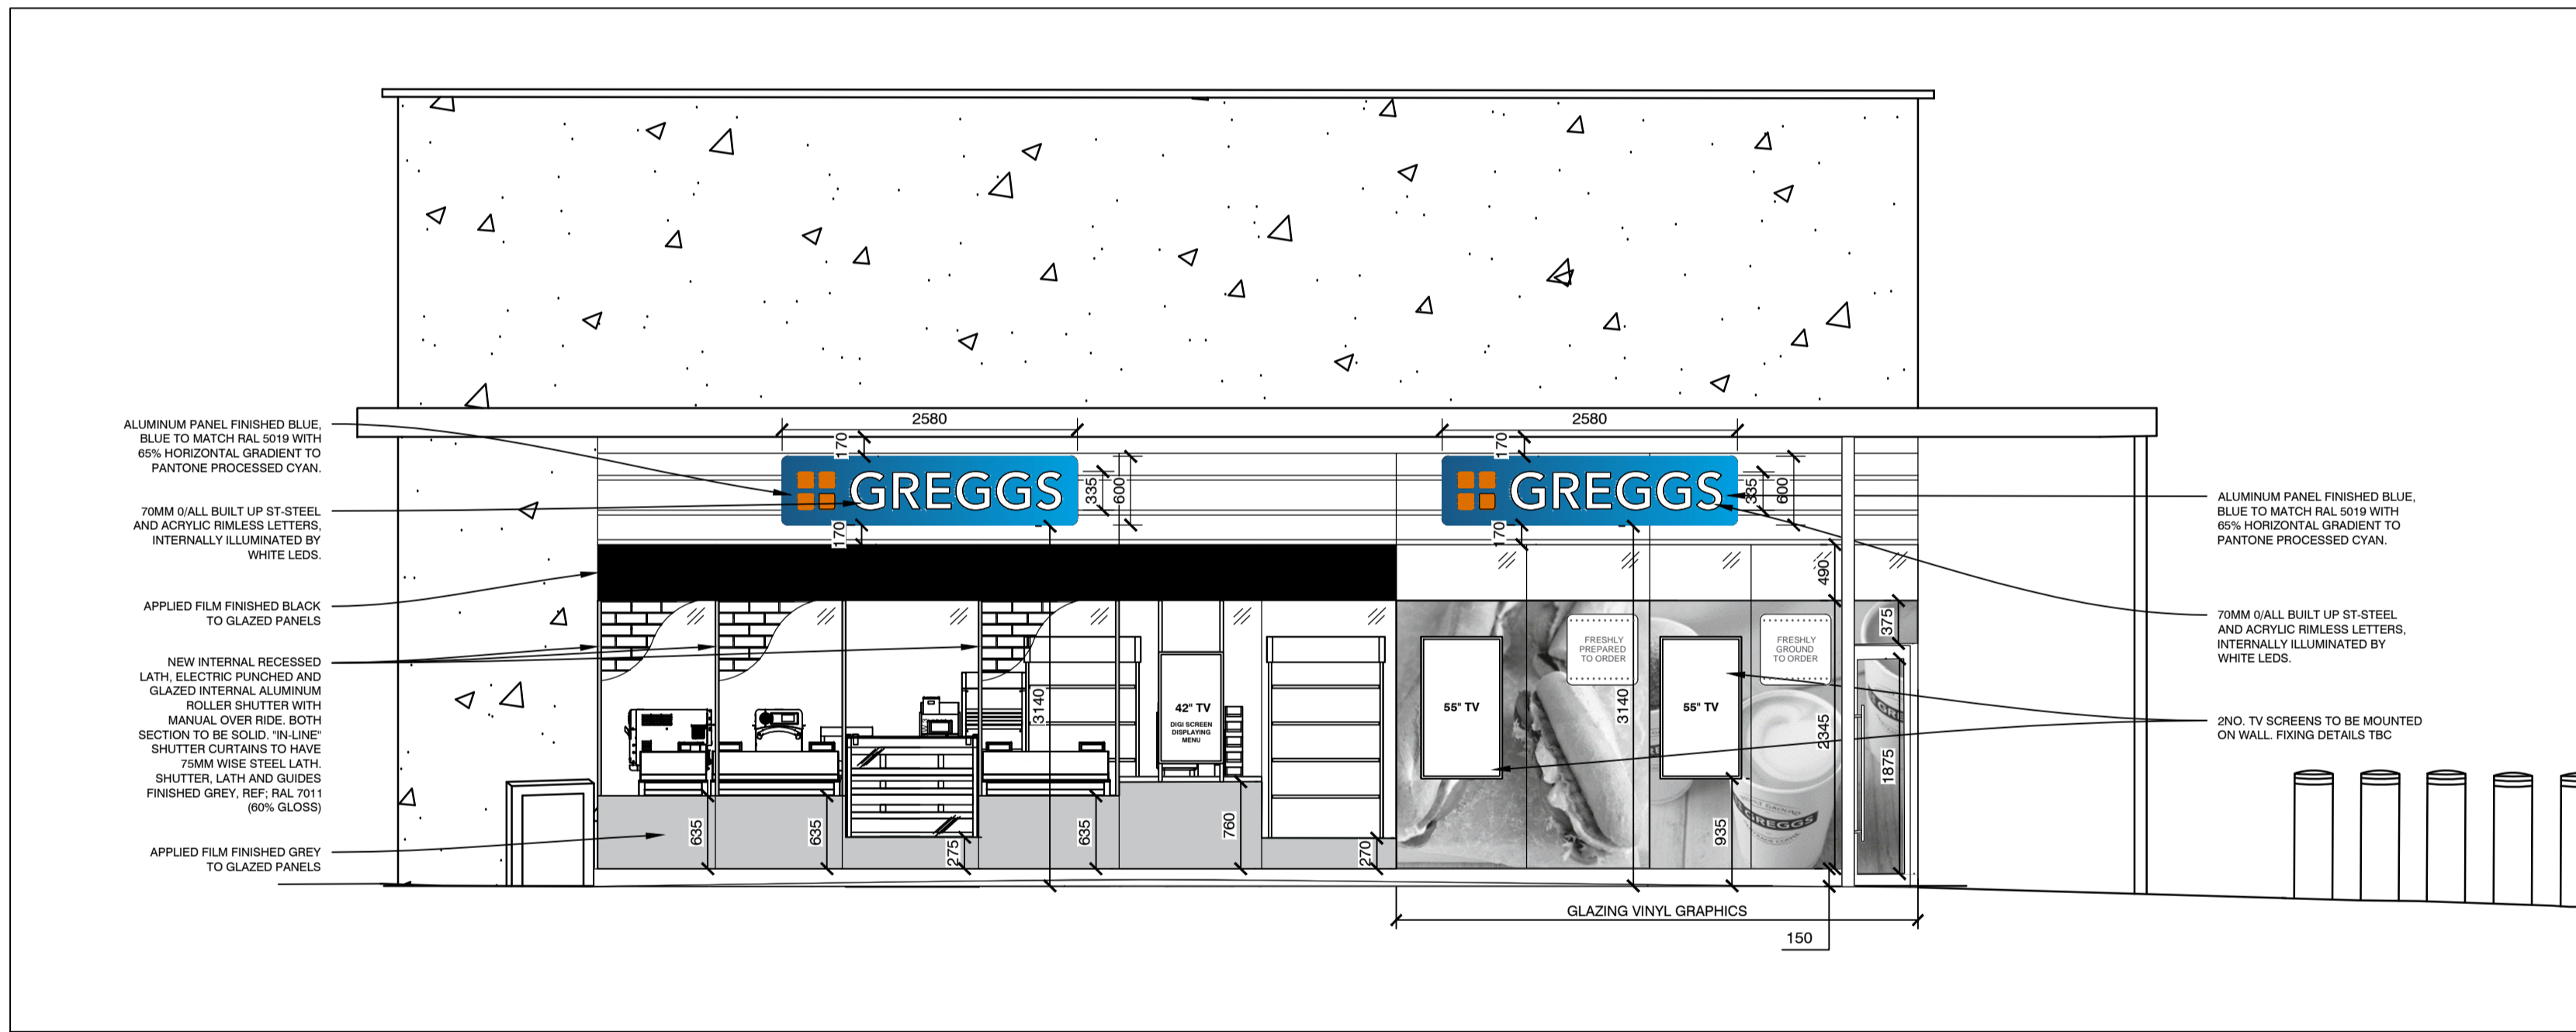 ALUMINUM PANEL FINISHED BLUE,
BLUE TO MATCH RAL 5019 WITH
65% HORIZONTAL GRADIENT TO
PANTONE PROCESSED CYAN.
70MM 0/ALL BUILT UP ST-STEEL
AND ACRYLIC RIMLESS LETTERS,
INTERNALLY ILLUMINATED BY
WHITE LEDS.
APPLIED FILM FINISHED BLACK
TO GLAZED PANELS
NEW INTERNAL RECESSED
LATH, ELECTRIC PUNCHED AND
GLAZED INTERNAL ALUMINUM
ROLLER SHUTTER WITH
MANUAL OVER RIDE. BOTH
SECTION TO BE SOLID. "IN-LINE"
SHUTTER CURTAINS TO HAVE
75MM WISE STEEL LATH.
SHUTTER, LATH AND GUIDES
FINISHED GREY, REF; RAL 7011
(60% GLOSS)
APPLIED FILM FINISHED GREY
TO GLAZED PANELS
2580
170
GREGGS
335
600
170
2580
170
GREGGS
335
600
170
490
375
3140
42" TV
DIGI SCREEN
DISPLAYING
MENU
55" TV
FRESHLY
PREPARED
TO ORDER
3140
55" TV
FRESHLY
GROUND
TO ORDER
2345
1875
GREGGS
GREGGS
635
635
275
635
760
270
935
GLAZING VINYL GRAPHICS
150
ALUMINUM PANEL FINISHED BLUE,
BLUE TO MATCH RAL 5019 WITH
65% HORIZONTAL GRADIENT TO
PANTONE PROCESSED CYAN.
70MM 0/ALL BUILT UP ST-STEEL
AND ACRYLIC RIMLESS LETTERS,
INTERNALLY ILLUMINATED BY
WHITE LEDS.
2NO. TV SCREENS TO BE MOUNTED
ON WALL. FIXING DETAILS TBC